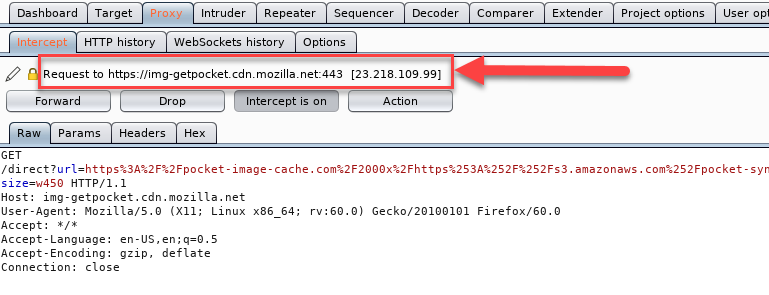 Dashboard Target Proxy Intruder Repeater Sequencer Decoder Comparer Extender Project options User opt
Intercept HTTP history WebSockets history Options
Request to https://img-getpocket.cdn.mozilla.net:443 [23.218.109.99]
Forward Drop Intercept is on Action
Raw Params Headers Hex
GET
/direct?url=https%3A%2F%2Fpocket-image-cache.com%2F2000x%2Fhttps%253A%252F%252Fs3.amazonaws.com%252Fpocket-syn
size=w450 HTTP/1.1
Host: img-getpocket.cdn.mozilla.net
User-Agent: Mozilla/5.0 (X11; Linux x86_64; rv:60.0) Gecko/20100101 Firefox/60.0
Accept: */*
Accept-Language: en-US,en;q=0.5
Accept-Encoding: gzip, deflate
Connection: close